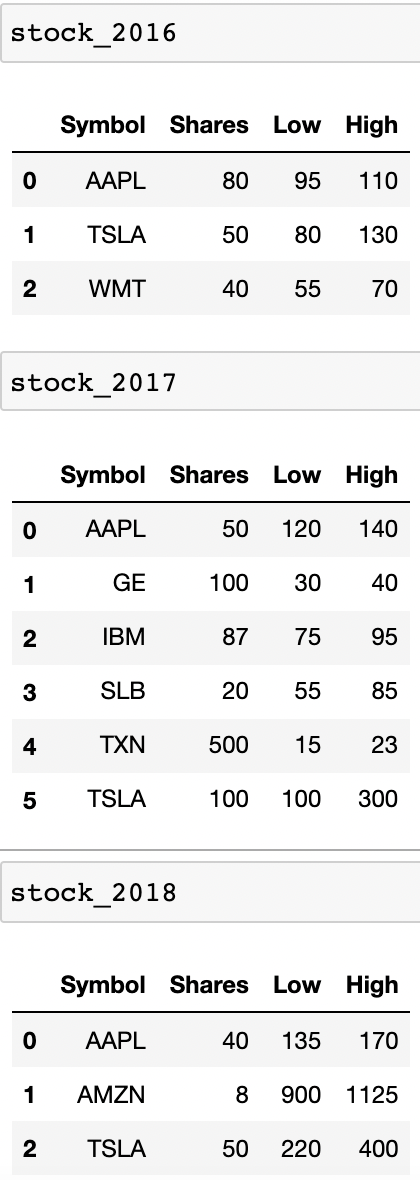 stock_2016
Symbol Shares Low High
0 AAPL 80 95 110
1 TSLA 50 80 130
2 WMT 40 55 70
stock_2017
Symbol Shares Low High
0 AAPL 50 120 140
1 GE 100 30 40
2 IBM 87 75 95
3 SLB 20 55 85
4 TXN 500 15 23
5 TSLA 100 100 300
stock_2018
Symbol Shares Low High
0 AAPL 40 135 170
1 AMZN 8 900 1125
2 TSLA 50 220 400